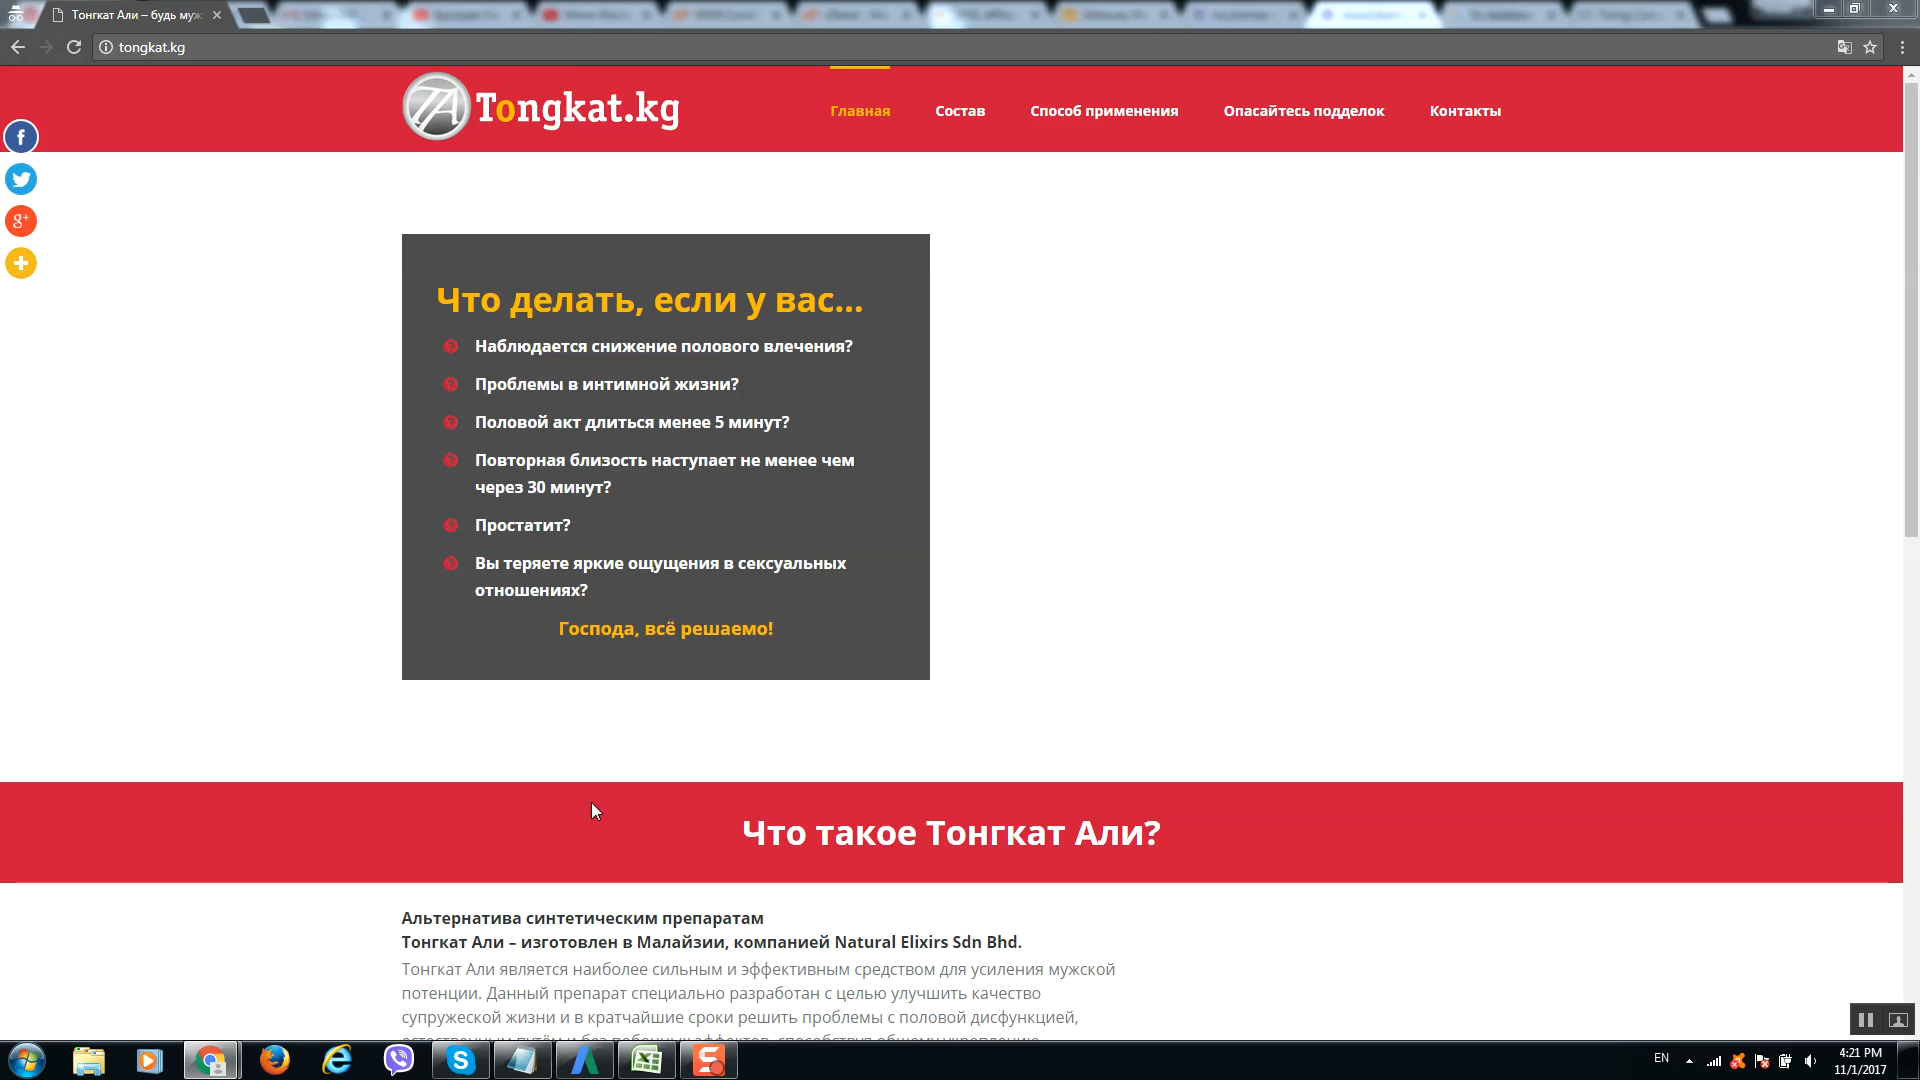 Тонгкат Али – будь муж
tongkat.kg
TA Tongkat.kg
Главная
Состав
Способ применения
Опасайтесь подделок
Контакты
f
g+
Что делать, если у вас...
Наблюдается снижение полового влечения?
Проблемы в интимной жизни?
Половой акт длиться менее 5 минут?
Повторная близость наступает не менее чем
через 30 минут?
Простатит?
Вы теряете яркие ощущения в сексуальных
отношениях?
Господа, всё решаемо!
Что такое Тонгкат Али?
Альтернатива синтетическим препаратам
Тонгкат Али – изготовлен в Малайзии, компанией Natural Elixirs Sdn Bhd.
Тонгкат Али является наиболее сильным и эффективным средством для усиления мужской
потенции. Данный препарат специально разработан с целью улучшить качество
супружеской жизни и в кратчайшие сроки решить проблемы с половой дисфункцией,
EN
4:21 PM
11/1/2017